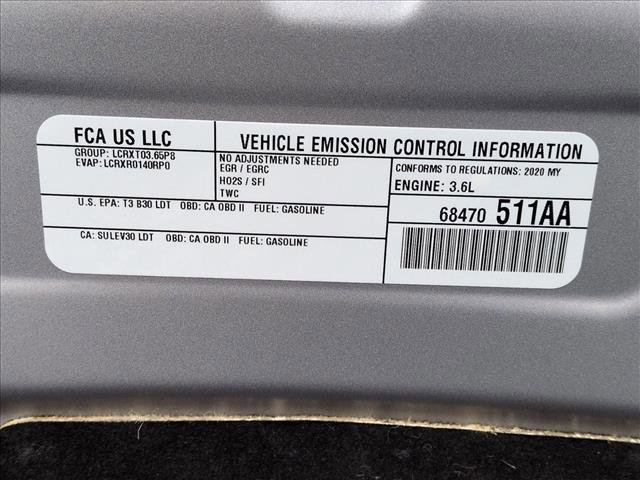 FCA US LLC
GROUP: LCRXT03.65P8
EVAP: LCRXR0140RP0
VEHICLE EMISSION CONTROL INFORMATION
NO ADJUSTMENTS NEEDED
EGR / EGRC
HO2S / SFI
TWC
CONFORMS TO REGULATIONS: 2020 MY
ENGINE: 3.6L
U.S. EPA: T3 B30 LDT OBD: CA OBD II FUEL: GASOLINE
CA: SULEV30 LDT OBD: CA OBD II FUEL: GASOLINE
68470 511AA